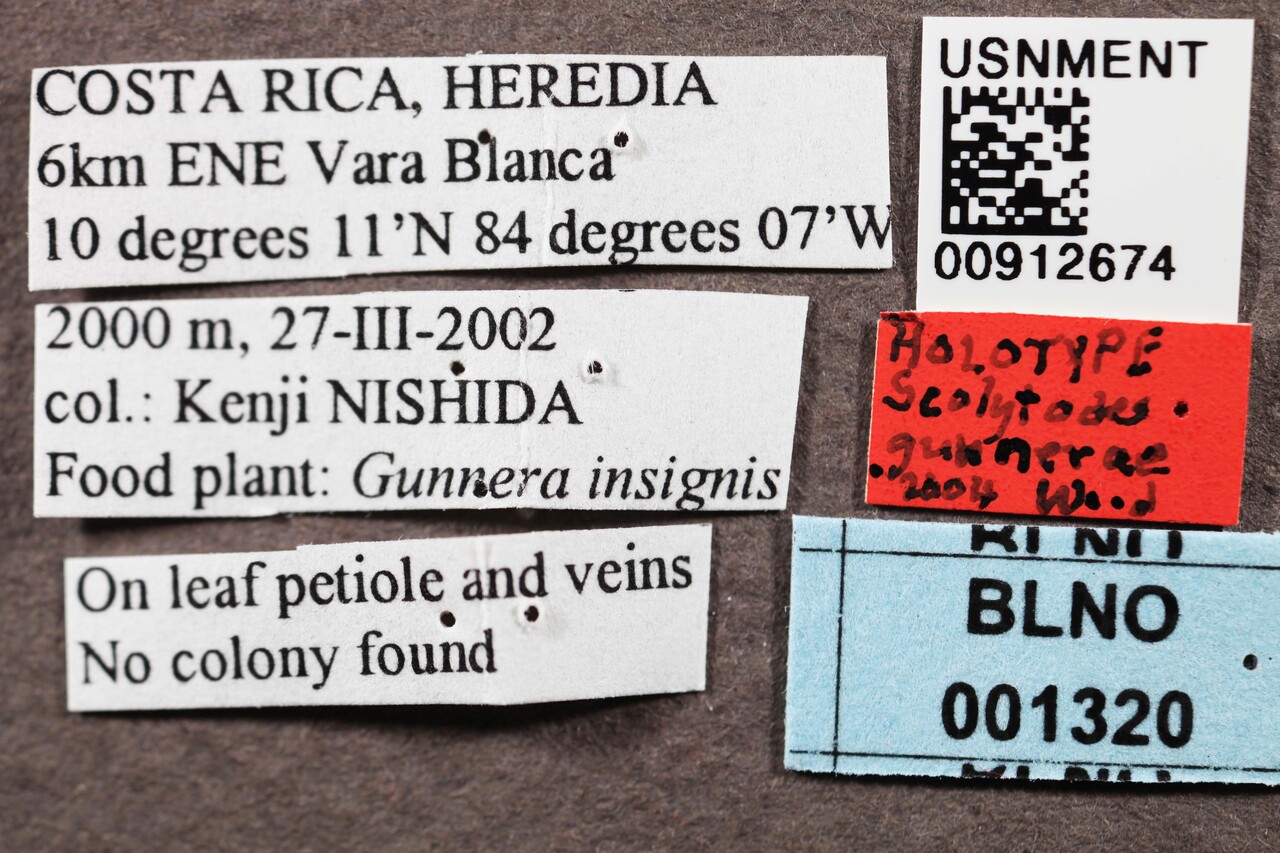 COSTA RICA, HEREDIA
6km ENE Vara Blanca
10 degrees 11’N 84 degrees 07’W
2000 m, 27-III-2002
col.: Kenji NISHIDA
Food plant: Gunnera insignis
On leaf petiole and veins
No colony found
USNMENT
00912674
HOLOTYPE
Scolytodes
gunnerae
2004 Wood
BLNO
BLNO
001320
BLNO